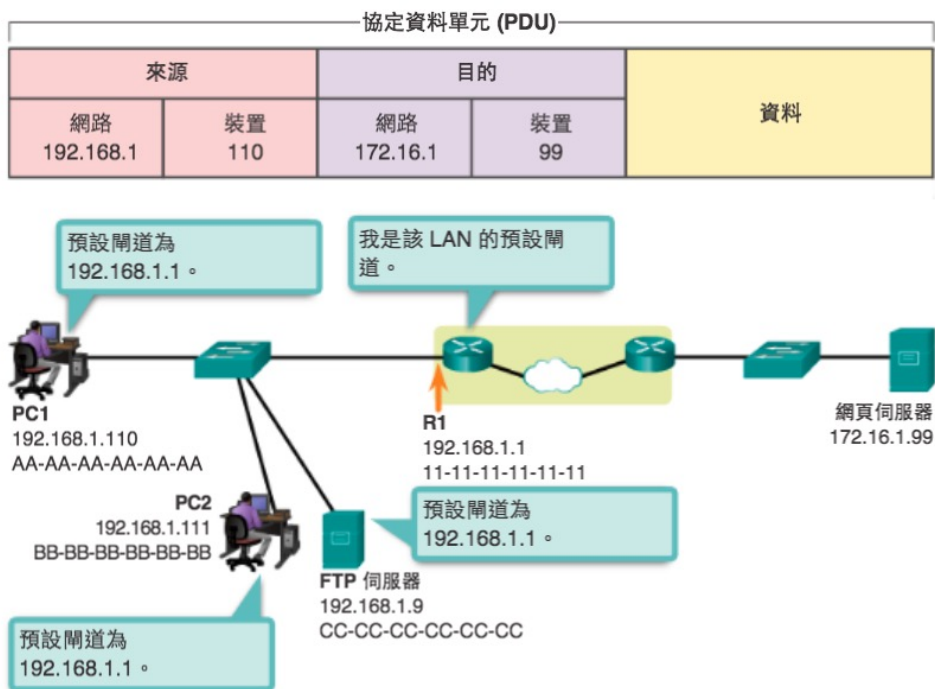 協定資料單元 (PDU)
來源
目的
資料
網路
192.168.1
裝置
110
網路
172.16.1
裝置
99
預設閘道為
192.168.1.1。
我是該 LAN 的預設閘
道。
PC1
192.168.1.110
AA-AA-AA-AA-AA-AA
R1
192.168.1.1
11-11-11-11-11-11
網頁伺服器
172.16.1.99
PC2
192.168.1.111
BB-BB-BB-BB-BB-BB
預設閘道為
192.168.1.1。
FTP 伺服器
192.168.1.9
CC-CC-CC-CC-CC-CC
預設閘道為
192.168.1.1。